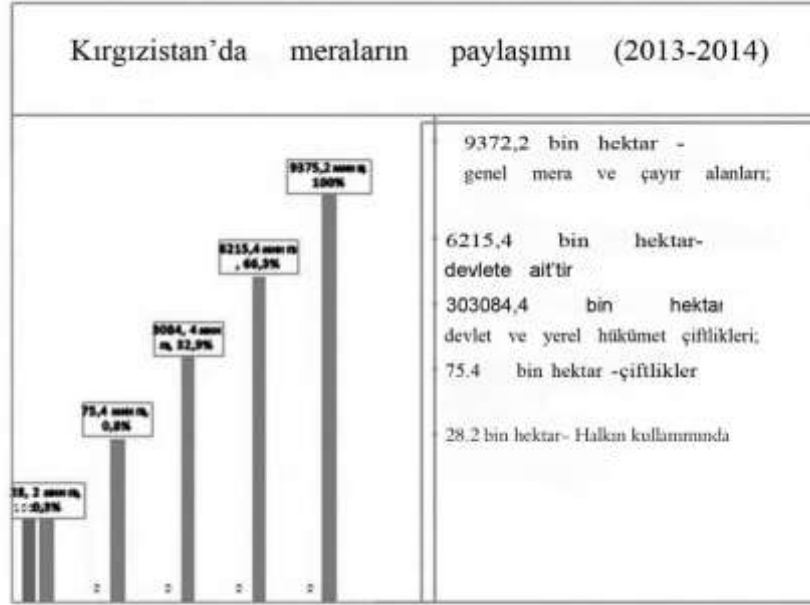 Kırgızistan'da meraların paylaşımı (2013-2014)
9375,2
100%
6215,4
, 66,3%
3084, 4
32,9%
75,4
0,8%
2
0,3%
9372,2 bin hektar -
genel mera ve çayır alanları;
6215,4 bin hektar-
devlete ait'tir
303084,4 bin hektar
devlet ve yerel hükümet çiftlikleri;
75.4 bin hektar -çiftlikler
28.2 bin hektar- Halkın kullanımında